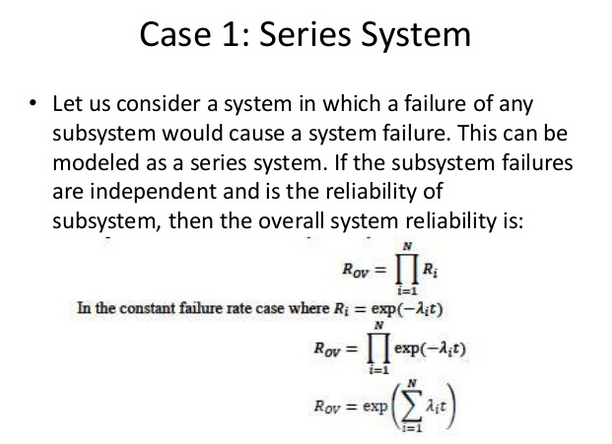 Case 1: Series System
• Let us consider a system in which a failure of any
subsystem would cause a system failure. This can be
modeled as a series system. If the subsystem failures
are independent and is the reliability of
subsystem, then the overall system reliability is:
R_OV = ∏_{i=1}^{N} R_i
In the constant failure rate case where R_i = exp(−λ_i t)
R_OV = ∏_{i=1}^{N} exp(−λ_i t)
R_OV = exp(∑_{i=1}^{N} λ_i t)